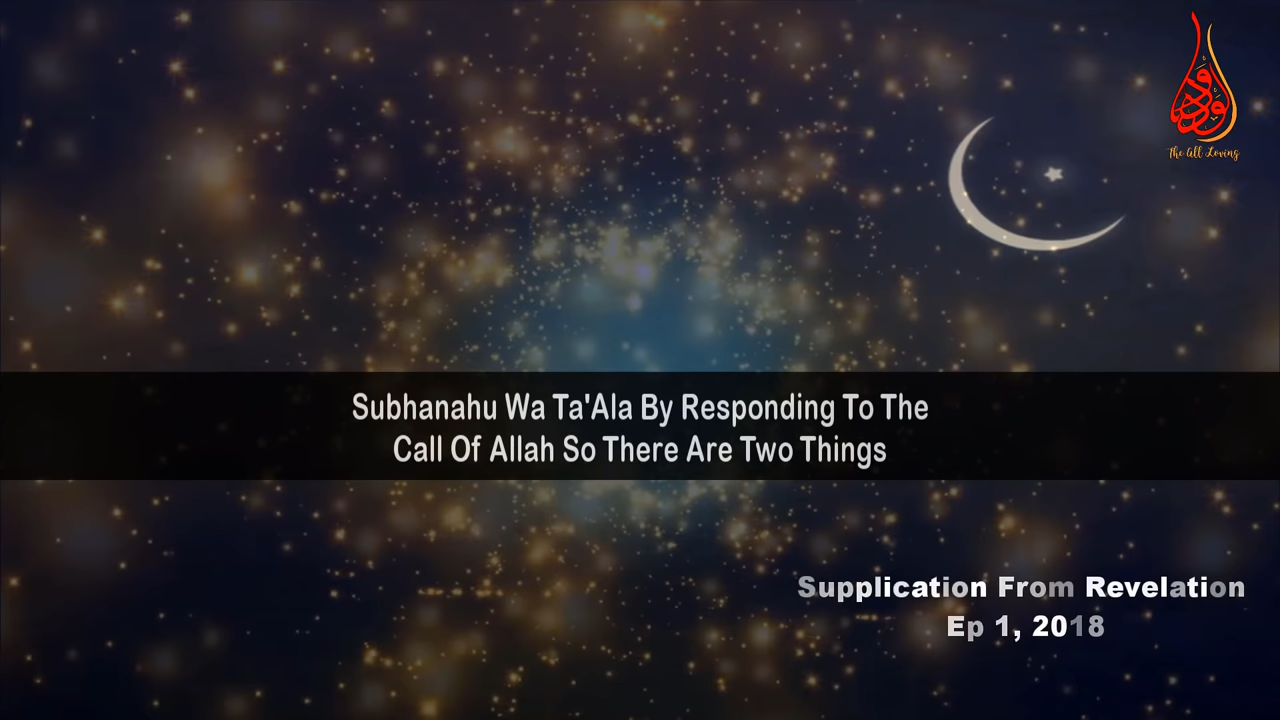 الودود
The All Loving
Subhanahu Wa Ta'Ala By Responding To The
Call Of Allah So There Are Two Things
Supplication From Revelation
Ep 1, 2018